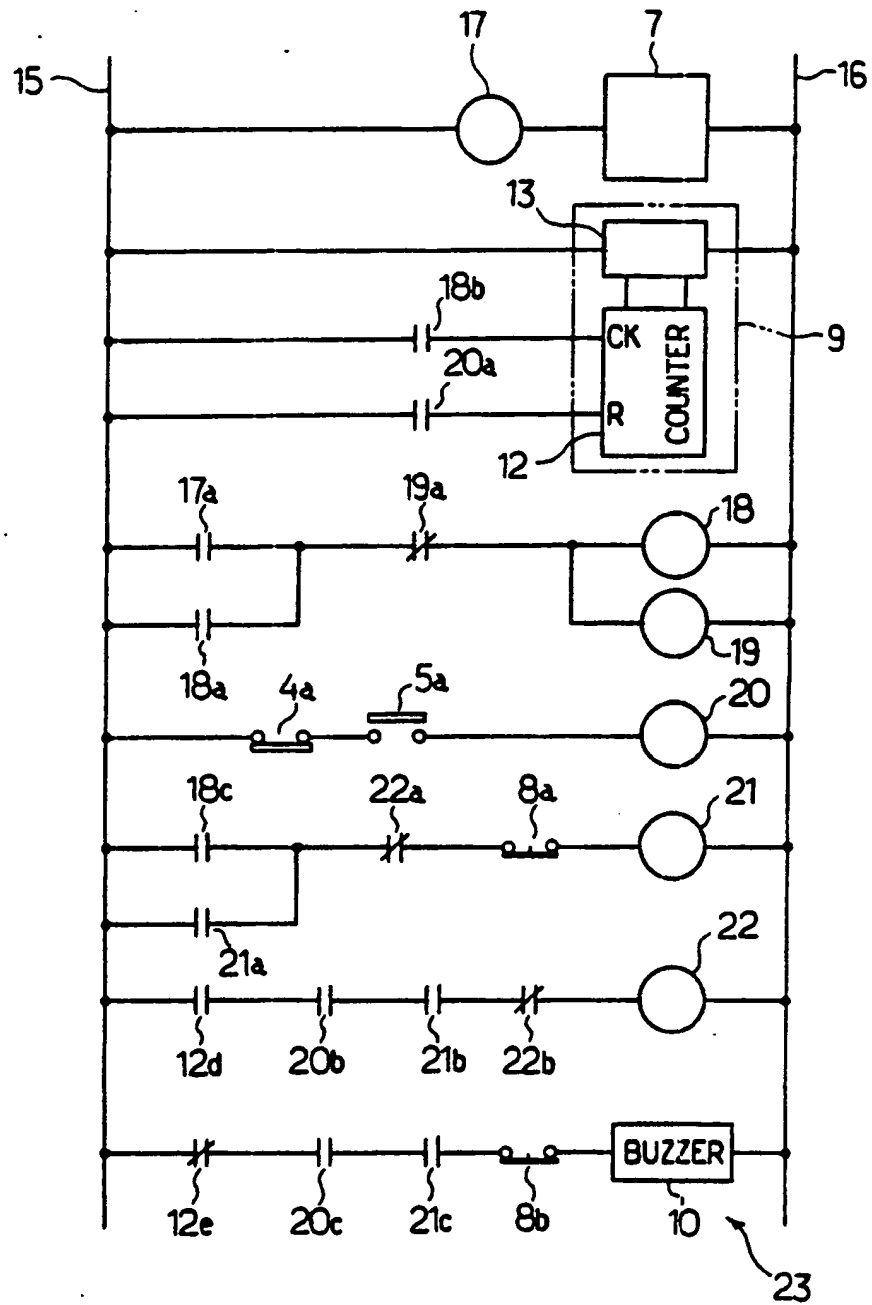 17 7
15 16
13
18b
CK COUNTER 9
20a
R
12
17a 19a 18
18a 19
4a 5a 20
18c 22a 8a 21
21a 22
12d 20b 21b 22b
BUZZER
12e 20c 21c 8b 10
23